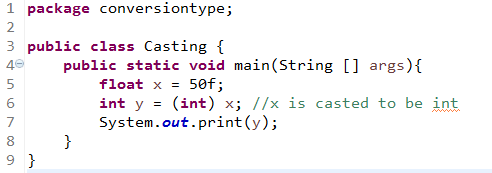 1 package conversiontype;
2
3 public class Casting {
4     public static void main(String [] args){
5         float x = 50f;
6         int y = (int) x; //x is casted to be int
7         System.out.print(y);
8     }
9 }